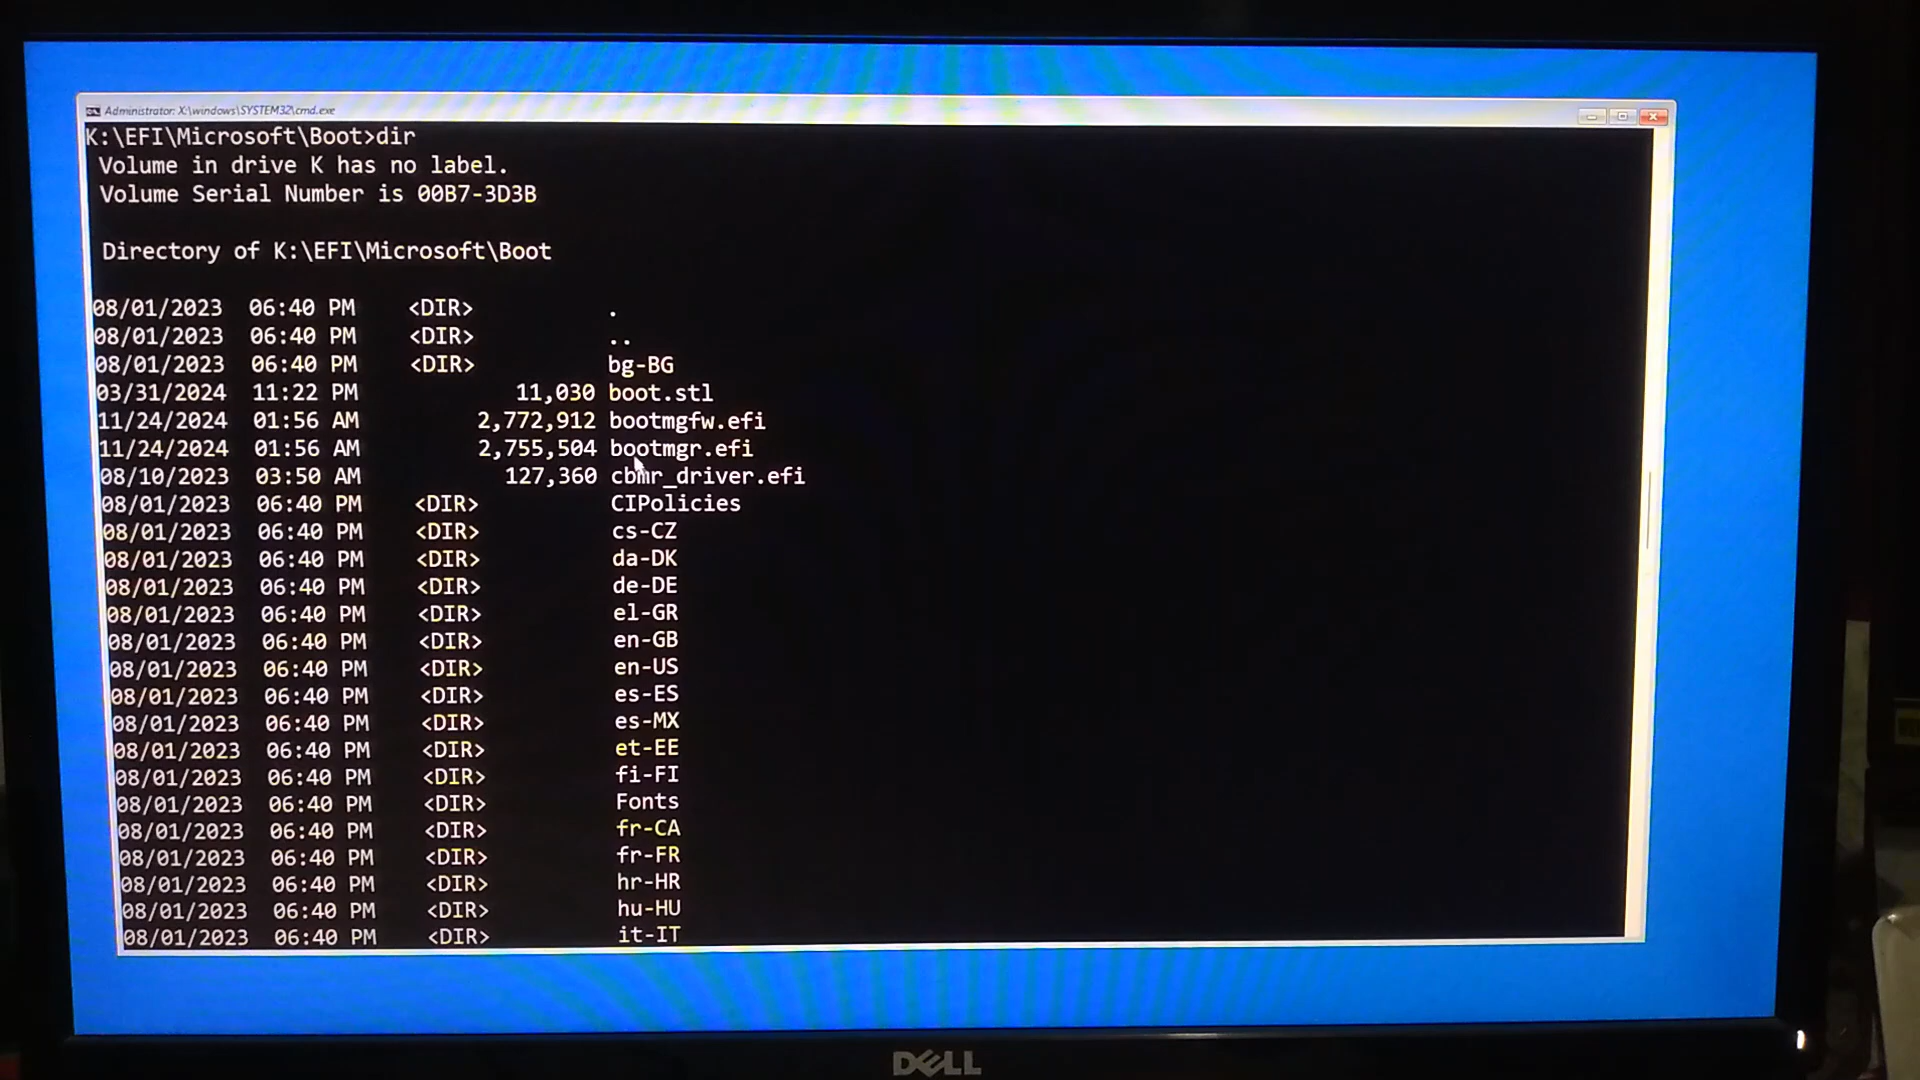 Administrator: X:\windows\SYSTEM32\cmd.exe
K:\EFI\Microsoft\Boot>dir
Volume in drive K has no label.
Volume Serial Number is 00B7-3D3B
Directory of K:\EFI\Microsoft\Boot
08/01/2023 06:40 PM <DIR> .
08/01/2023 06:40 PM <DIR> ..
08/01/2023 06:40 PM <DIR> bg-BG
03/31/2024 11:22 PM 11,030 boot.stl
11/24/2024 01:56 AM 2,772,912 bootmgfw.efi
11/24/2024 01:56 AM 2,755,504 bootmgr.efi
08/10/2023 03:50 AM 127,360 cbmr_driver.efi
08/01/2023 06:40 PM <DIR> CIPolicies
08/01/2023 06:40 PM <DIR> cs-CZ
08/01/2023 06:40 PM <DIR> da-DK
08/01/2023 06:40 PM <DIR> de-DE
08/01/2023 06:40 PM <DIR> el-GR
08/01/2023 06:40 PM <DIR> en-GB
08/01/2023 06:40 PM <DIR> en-US
08/01/2023 06:40 PM <DIR> es-ES
08/01/2023 06:40 PM <DIR> es-MX
08/01/2023 06:40 PM <DIR> et-EE
08/01/2023 06:40 PM <DIR> fi-FI
08/01/2023 06:40 PM <DIR> Fonts
08/01/2023 06:40 PM <DIR> fr-CA
08/01/2023 06:40 PM <DIR> fr-FR
08/01/2023 06:40 PM <DIR> hr-HR
08/01/2023 06:40 PM <DIR> hu-HU
08/01/2023 06:40 PM <DIR> it-IT
DELL